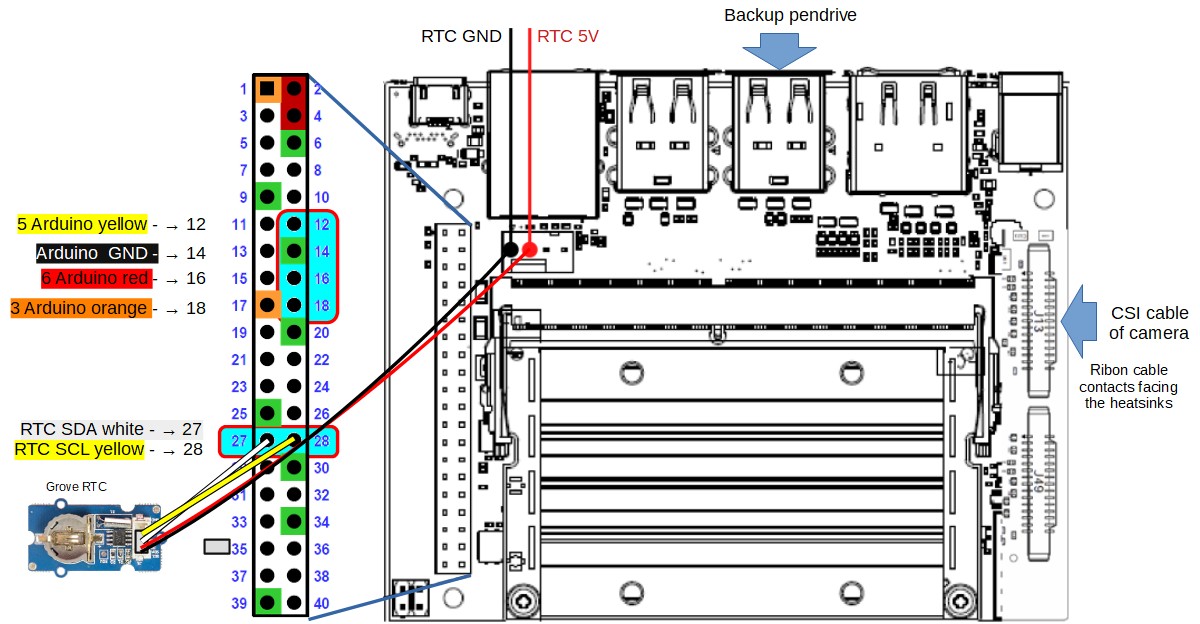 Backup pendrive
RTC GND
RTC 5V
1 2
3 4
5 6
7 8
9 10
5 Arduino yellow - → 12
11 12
Arduino  GND - → 14
13 14
6 Arduino red - → 16
15 16
3 Arduino orange - → 18
17 18
19 20
21 22
23 24
25 26
RTC SDA white - → 27
RTC SCL yellow - → 28
27 28
30
31 32
33 34
35 36
37 38
39 40
Grove RTC
J13
CSI cable
of camera
Ribon cable
contacts facing
the heatsinks
J49